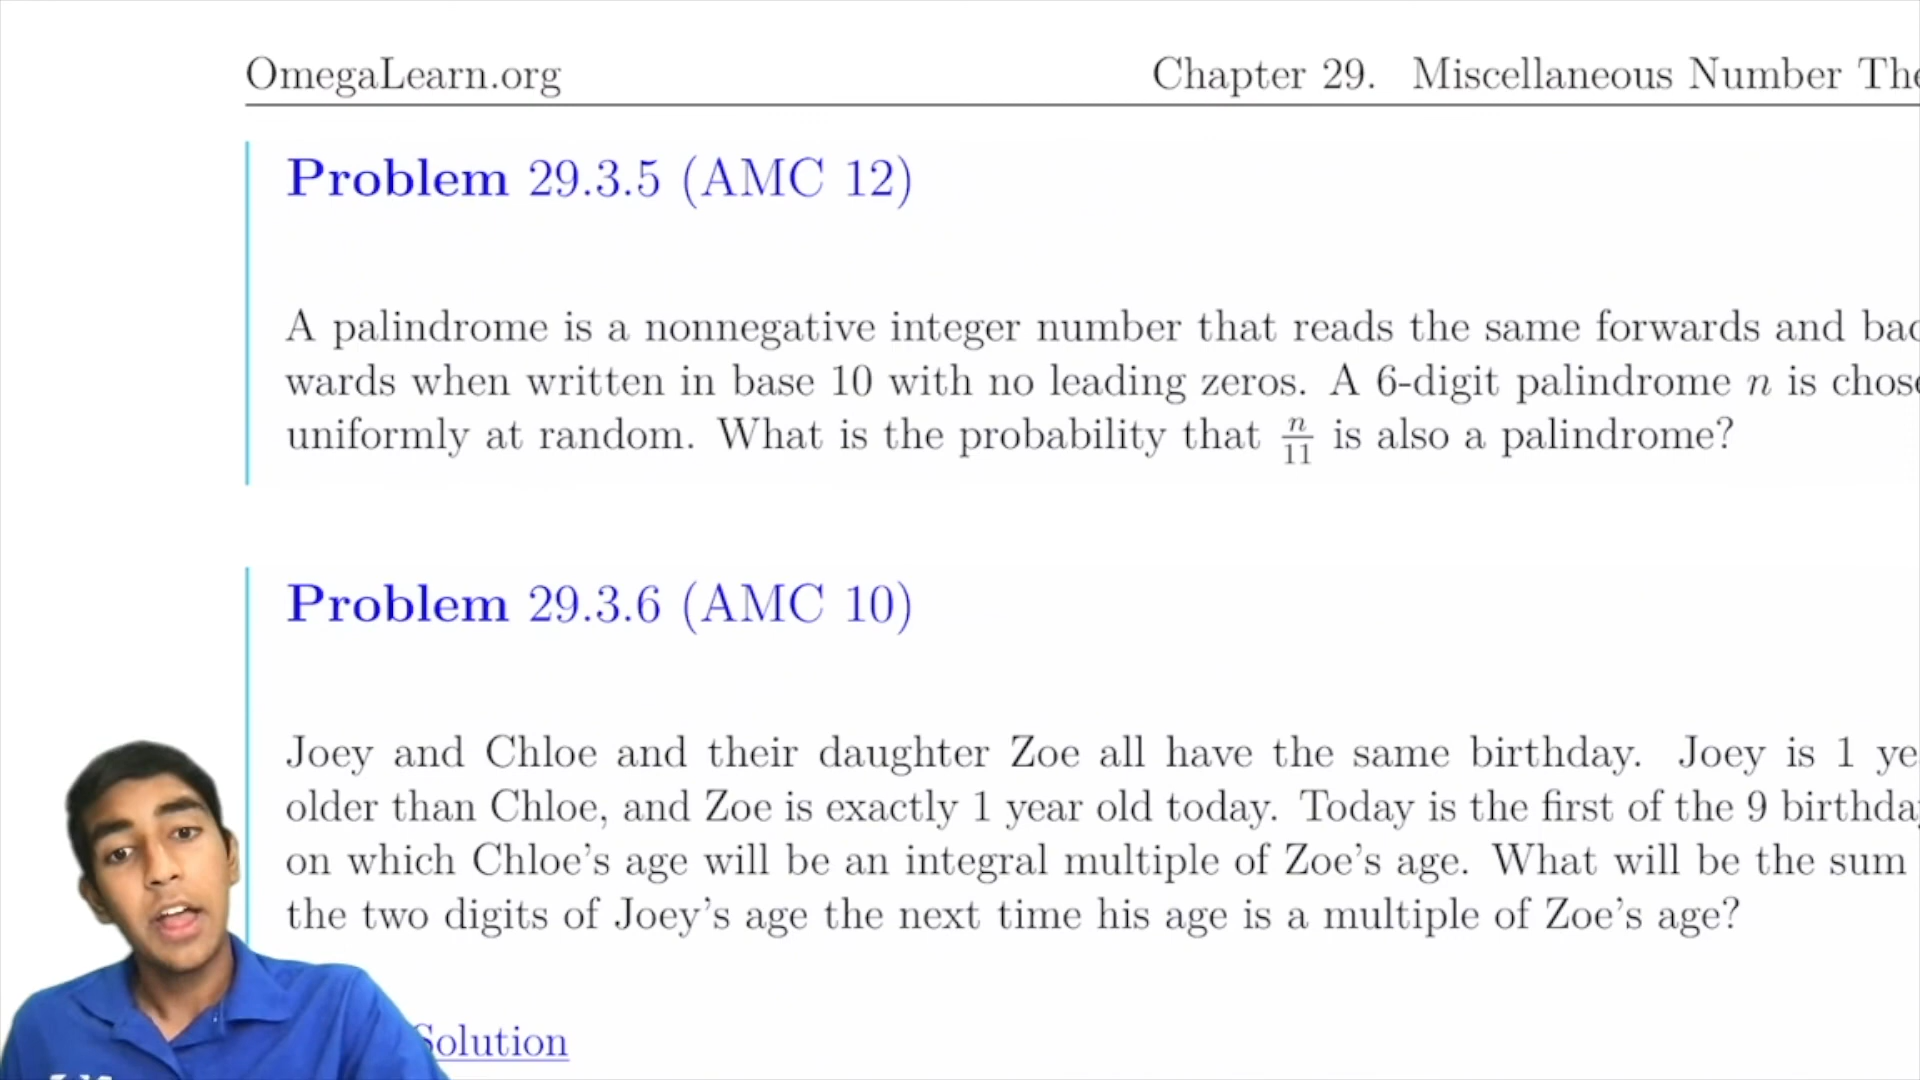 OmegaLearn.org
Chapter 29. Miscellaneous Number The
Problem 29.3.5 (AMC 12)
A palindrome is a nonnegative integer number that reads the same forwards and bac
wards when written in base 10 with no leading zeros. A 6-digit palindrome n is chose
uniformly at random. What is the probability that n/11 is also a palindrome?
Problem 29.3.6 (AMC 10)
Joey and Chloe and their daughter Zoe all have the same birthday. Joey is 1 ye
older than Chloe, and Zoe is exactly 1 year old today. Today is the first of the 9 birthday
on which Chloe's age will be an integral multiple of Zoe's age. What will be the sum
the two digits of Joey's age the next time his age is a multiple of Zoe's age?
Solution